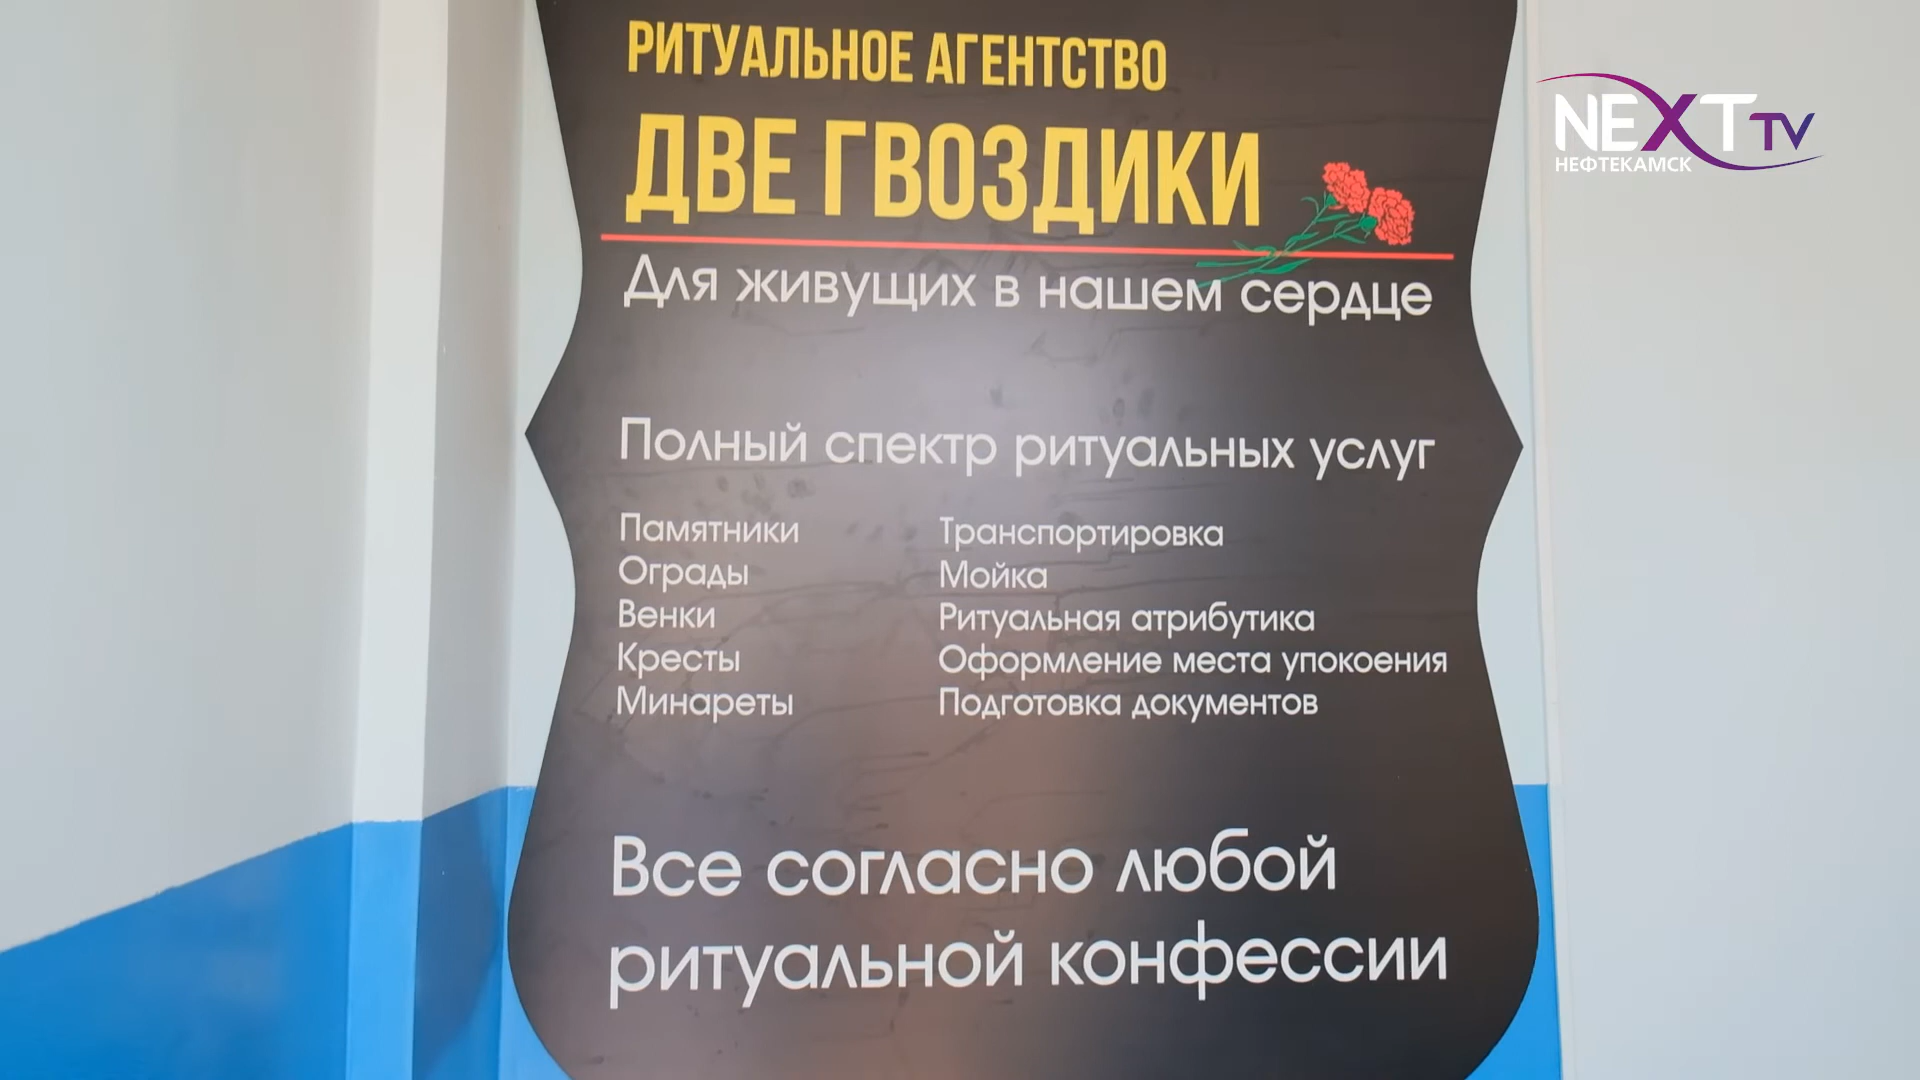 РИТУАЛЬНОЕ АГЕНТСТВО
ДВЕ ГВОЗДИКИ
Для живущих в нашем сердце
Полный спектр ритуальных услуг
Памятники
Ограды
Венки
Кресты
Минареты
Транспортировка
Мойка
Ритуальная атрибутика
Оформление места упокоения
Подготовка документов
Все согласно любой
ритуальной конфессии
NEXT TV
НЕФТЕКАМСК